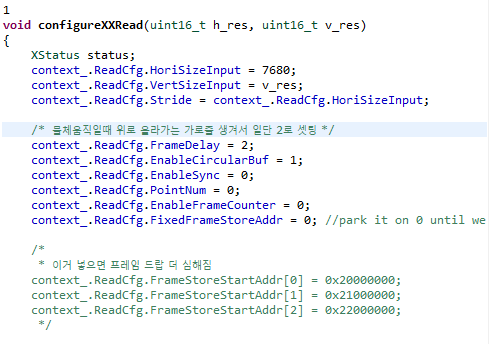 1
void configureXXRead(uint16_t h_res, uint16_t v_res)
{
XStatus status;
context_.ReadCfg.HoriSizeInput = 7680;
context_.ReadCfg.VertSizeInput = v_res;
context_.ReadCfg.Stride = context_.ReadCfg.HoriSizeInput;
/* 물체움직일때 위로 올라가는 가로줄 생겨서 일단 2로 셋팅 */
context_.ReadCfg.FrameDelay = 2;
context_.ReadCfg.EnableCircularBuf = 1;
context_.ReadCfg.EnableSync = 0;
context_.ReadCfg.PointNum = 0;
context_.ReadCfg.EnableFrameCounter = 0;
context_.ReadCfg.FixedFrameStoreAddr = 0; //park it on 0 until we
/*
* 이거 넣으면 프레임 드랍 더 심해짐
context_.ReadCfg.FrameStoreStartAddr[0] = 0x20000000;
context_.ReadCfg.FrameStoreStartAddr[1] = 0x21000000;
context_.ReadCfg.FrameStoreStartAddr[2] = 0x22000000;
*/